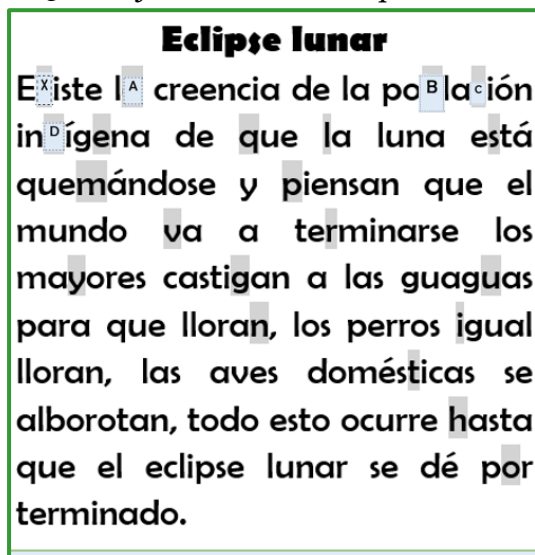 Eclipse lunar
EXiste lA creencia de la poBlación
inDígena de que la luna está
quemándose y piensan que el
mundo va a terminarse los
mayores castigan a las guaguas
para que lloran, los perros igual
lloran, las aves domésticas se
alborotan, todo esto ocurre hasta
que el eclipse lunar se dé por
terminado.